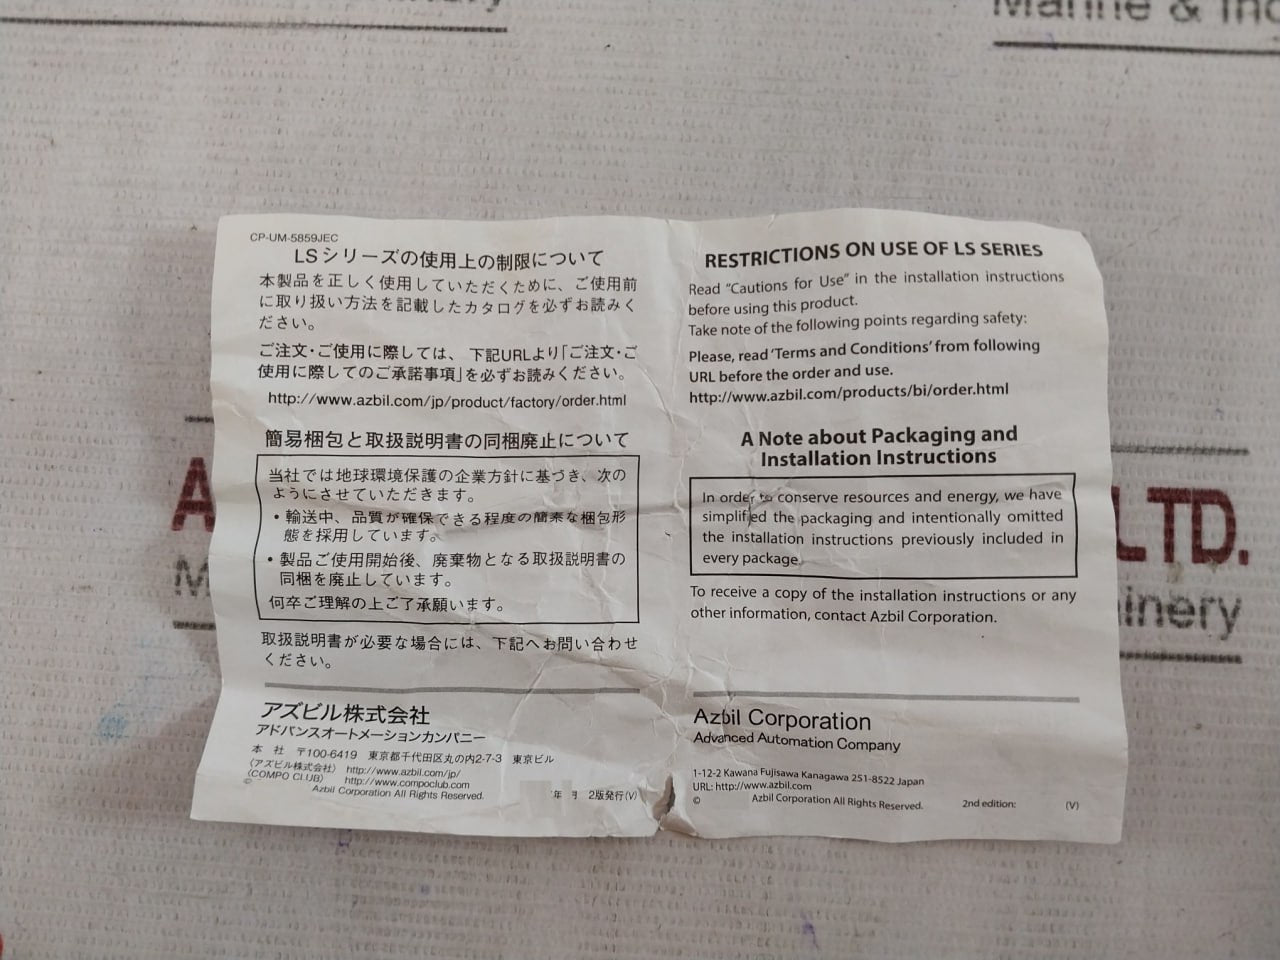 Marine & Ind
CP-UM-5859JEC
LSシリーズの使用上の制限について
本製品を正しく使用していただくために、ご使用前
に取り扱い方法を記載したカタログを必ずお読みく
ださい。
ご注文・ご使用に際しては、下記URLより「ご注文・ご
使用に際してのご承諾事項」を必ずお読みください。
http://www.azbil.com/jp/product/factory/order.html
簡易梱包と取扱説明書の同梱廃止について
当社では地球環境保護の企業方針に基づき、次の
ようにさせていただきます。
・輸送中、品質が確保できる程度の簡素な梱包形
態を採用しています。
・製品ご使用開始後、廃棄物となる取扱説明書の
同梱を廃止しています。
何卒ご理解の上ご了承願います。
取扱説明書が必要な場合には、下記へお問い合わせ
ください。
アズビル株式会社
アドバンスオートメーションカンパニー
本 社 〒100-6419 東京都千代田区丸の内2-7-3 東京ビル
〈アズビル株式会社〉 http://www.azbil.com/jp/
〈COMPO CLUB〉 http://www.compoclub.com
© Azbil Corporation All Rights Reserved.
年 月 2版発行(V)
RESTRICTIONS ON USE OF LS SERIES
Read "Cautions for Use" in the installation instructions
before using this product.
Take note of the following points regarding safety:
Please, read 'Terms and Conditions' from following
URL before the order and use.
http://www.azbil.com/products/bi/order.html
A Note about Packaging and
Installation Instructions
In order to conserve resources and energy, we have
simplified the packaging and intentionally omitted
the installation instructions previously included in
every package.
To receive a copy of the installation instructions or any
other information, contact Azbil Corporation.
Azbil Corporation
Advanced Automation Company
1-12-2 Kawana Fujisawa Kanagawa 251-8522 Japan
URL: http://www.azbil.com
© Azbil Corporation All Rights Reserved. 2nd edition: (V)
A
LTD.
M
inery